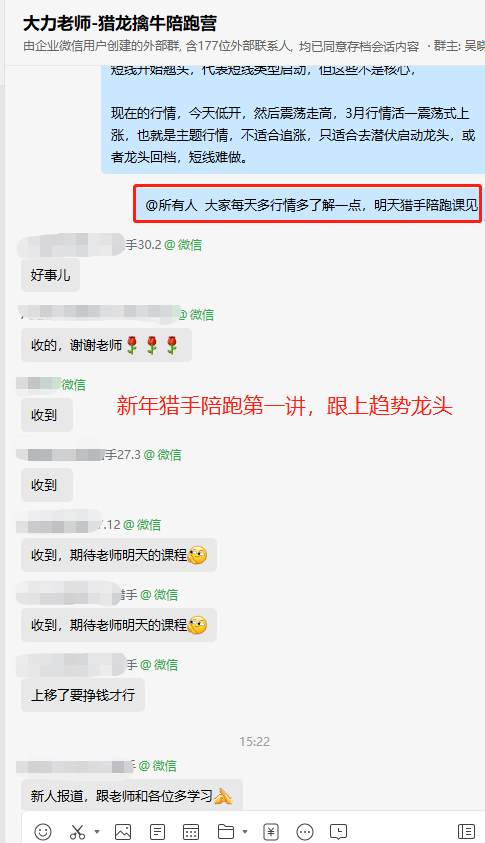 大力老师-猎龙擒牛陪跑营
由企业微信用户创建的外部群, 含177位外部联系人, 均已同意存档会话内容 · 群主: 吴晓
短线开始翘头，代表短线类型启动，但这些不是核心，
现在的行情，今天低开，然后震荡走高，3月行情活一震荡式上
涨，也就是主题行情，不适合追涨，只适合去潜伏启动龙头，或
者龙头回档，短线难做。
@所有人 大家每天多行情多了解一点，明天猎手陪跑课见
手30.2 @ 微信
好事儿
@ 微信
收的，谢谢老师
微信
收到
新年猎手陪跑第一讲，跟上趋势龙头
手27.3 @ 微信
收到
.12 @ 微信
收到，期待老师明天的课程
猎手 @ 微信
收到，期待老师明天的课程
手 @ 微信
上移了要挣钱才行
15:22
@ 微信
新人报道，跟老师和各位多学习